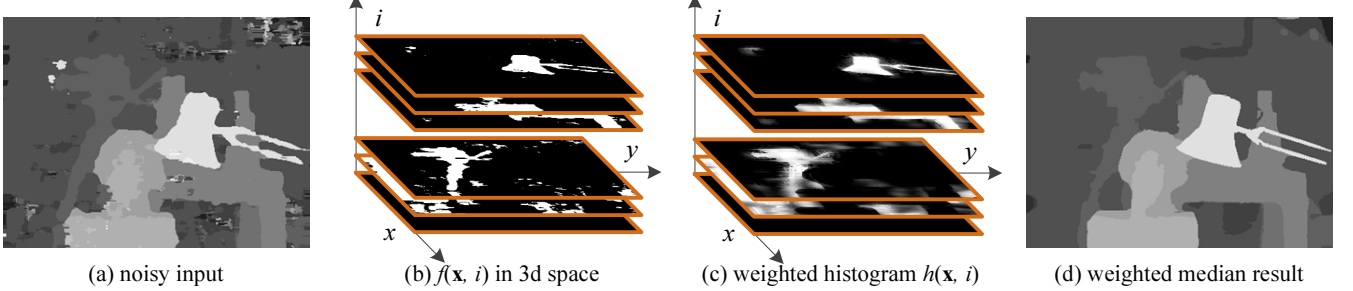 i
y
x
i
y
x
(a) noisy input
(b) f(x, i) in 3d space
(c) weighted histogram h(x, i)
(d) weighted median result